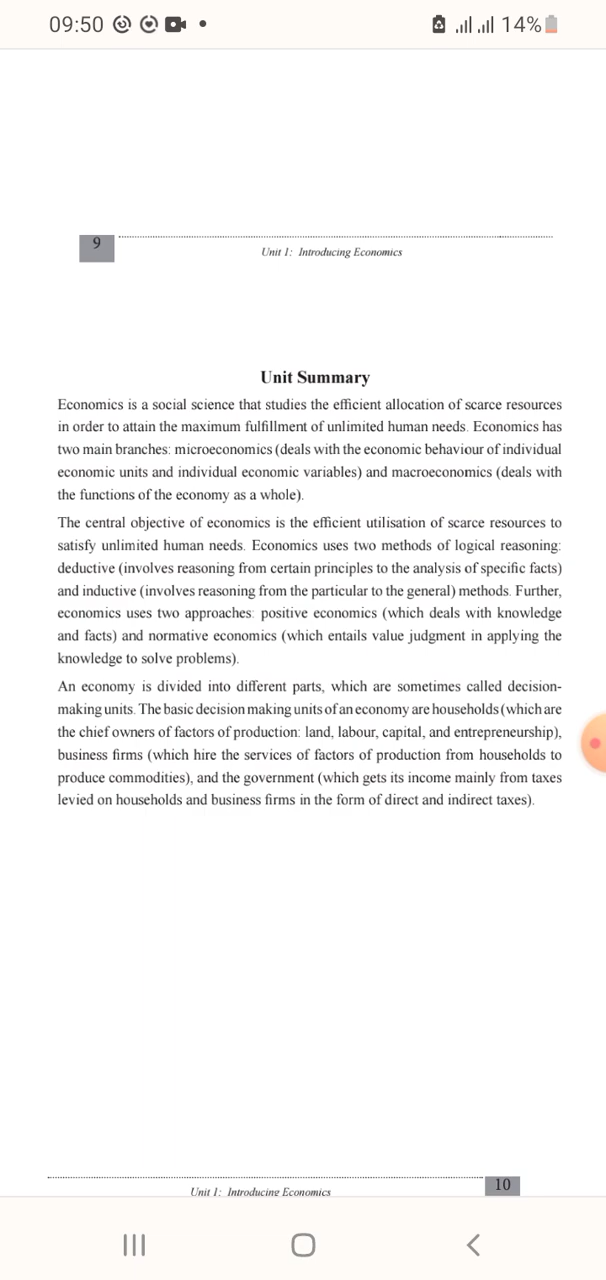 09:50
14%
9
Unit 1: Introducing Economics
Unit Summary
Economics is a social science that studies the efficient allocation of scarce resources
in order to attain the maximum fulfillment of unlimited human needs. Economics has
two main branches: microeconomics (deals with the economic behaviour of individual
economic units and individual economic variables) and macroeconomics (deals with
the functions of the economy as a whole).
The central objective of economics is the efficient utilisation of scarce resources to
satisfy unlimited human needs. Economics uses two methods of logical reasoning:
deductive (involves reasoning from certain principles to the analysis of specific facts)
and inductive (involves reasoning from the particular to the general) methods. Further,
economics uses two approaches: positive economics (which deals with knowledge
and facts) and normative economics (which entails value judgment in applying the
knowledge to solve problems).
An economy is divided into different parts, which are sometimes called decision-
making units. The basic decision making units of an economy are households (which are
the chief owners of factors of production: land, labour, capital, and entrepreneurship),
business firms (which hire the services of factors of production from households to
produce commodities), and the government (which gets its income mainly from taxes
levied on households and business firms in the form of direct and indirect taxes).
10
Unit 1: Introducing Economics